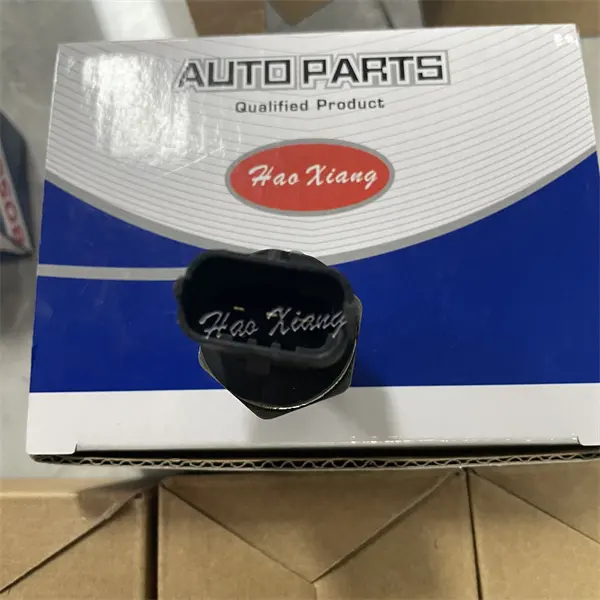 AUTO PARTS
Qualified Product
Hao Xiang
Hao Xiang